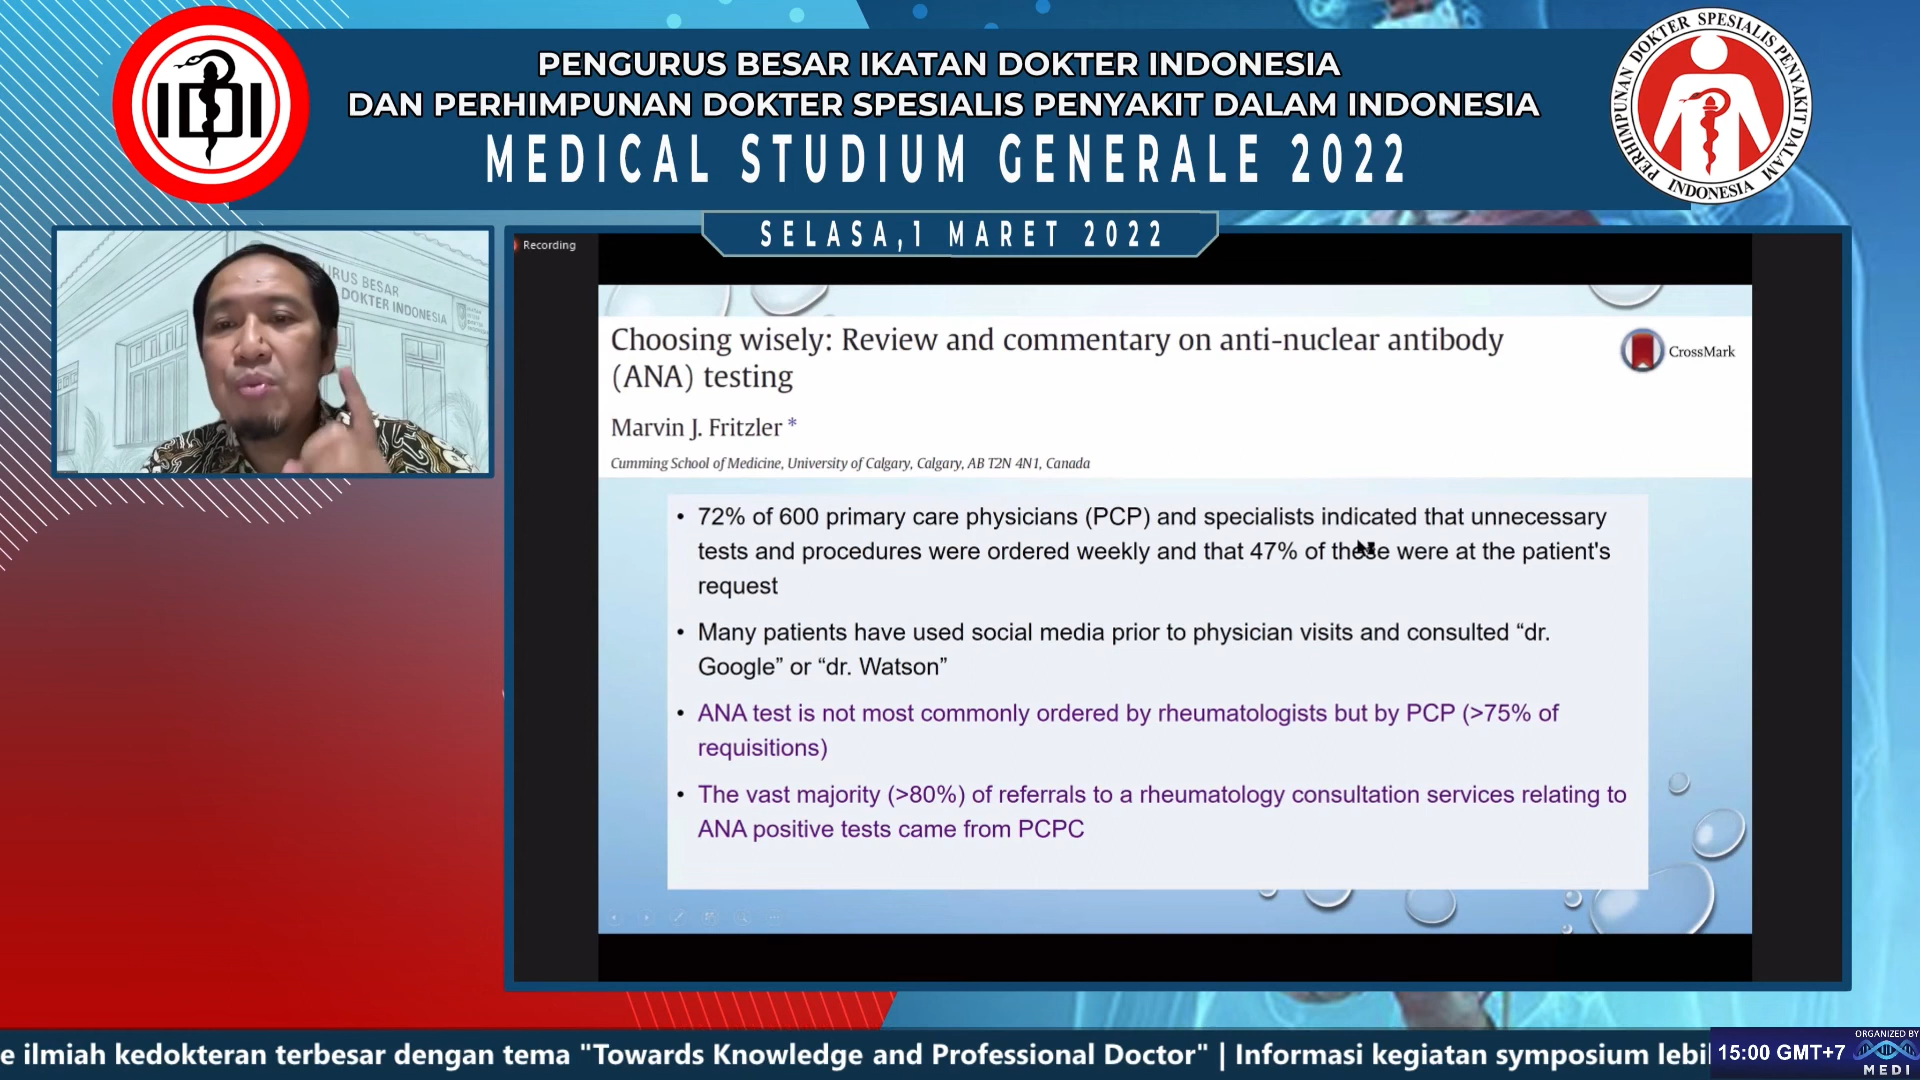 PENGURUS BESAR IKATAN DOKTER INDONESIA
DAN PERHIMPUNAN DOKTER SPESIALIS PENYAKIT DALAM INDONESIA
MEDICAL STUDIUM GENERALE 2022
SELASA,1 MARET 2022
IDI
PERHIMPUNAN DOKTER SPESIALIS PENYAKIT DALAM
INDONESIA
URUS BESAR
DOKTER INDONESIA
Recording
Choosing wisely: Review and commentary on anti-nuclear antibody
(ANA) testing
CrossMark
Marvin J. Fritzler *
Cumming School of Medicine, University of Calgary, Calgary, AB T2N 4N1, Canada
• 72% of 600 primary care physicians (PCP) and specialists indicated that unnecessary
tests and procedures were ordered weekly and that 47% of these were at the patient's
request
• Many patients have used social media prior to physician visits and consulted “dr.
Google” or “dr. Watson”
• ANA test is not most commonly ordered by rheumatologists but by PCP (>75% of
requisitions)
• The vast majority (>80%) of referrals to a rheumatology consultation services relating to
ANA positive tests came from PCPC
e ilmiah kedokteran terbesar dengan tema "Towards Knowledge and Professional Doctor" | Informasi kegiatan symposium lebi
15:00 GMT+7
ORGANIZED BY
MEDI